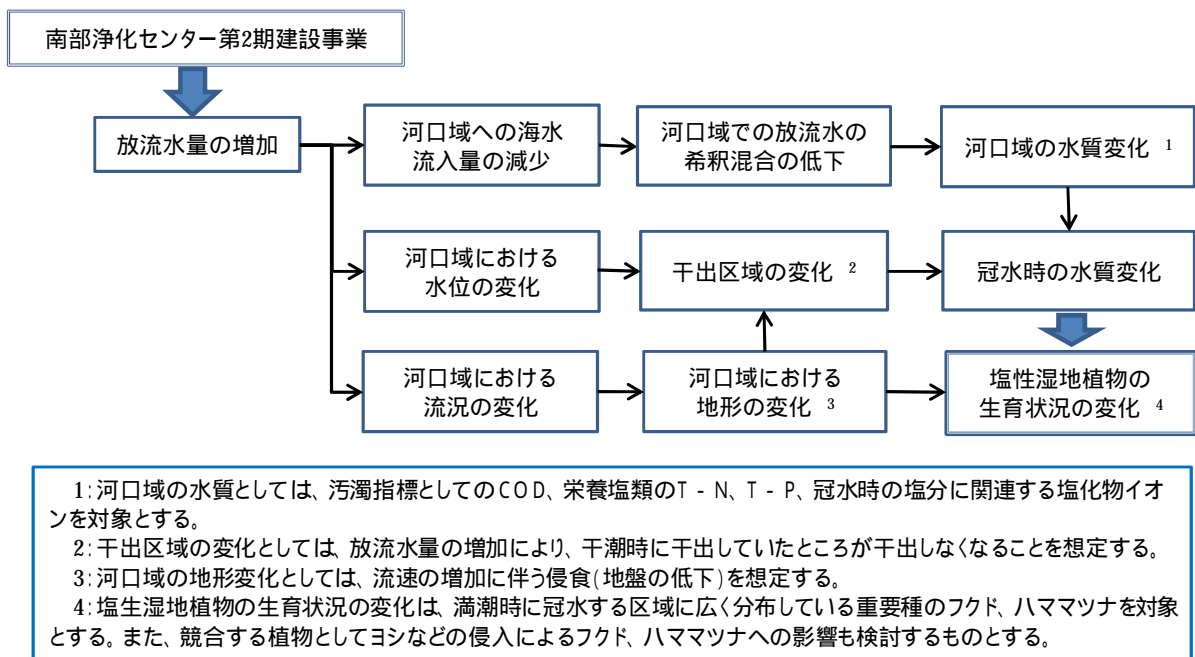 南部浄化センター第2期建設事業
放流水量の増加
河口域への海水
流入量の減少
河口域での放流水の
希釈混合の低下
河口域の水質変化 1
河口域における
水位の変化
干出区域の変化 2
冠水時の水質変化
河口域における
流況の変化
河口域における
地形の変化 3
塩性湿地植物の
生育状況の変化 4
1:河口域の水質としては、汚濁指標としてのCOD、栄養塩類のT-N、T-P、冠水時の塩分に関連する塩化物イオ
ンを対象とする。
2:干出区域の変化としては、放流水量の増加により、干潮時に干出していたところが干出しなくなることを想定する。
3:河口域の地形変化としては、流速の増加に伴う侵食(地盤の低下)を想定する。
4:塩生湿地植物の生育状況の変化は、満潮時に冠水する区域に広く分布している重要種のフクド、ハママツナを対象
とする。また、競合する植物としてヨシなどの侵入によるフクド、ハママツナへの影響も検討するものとする。